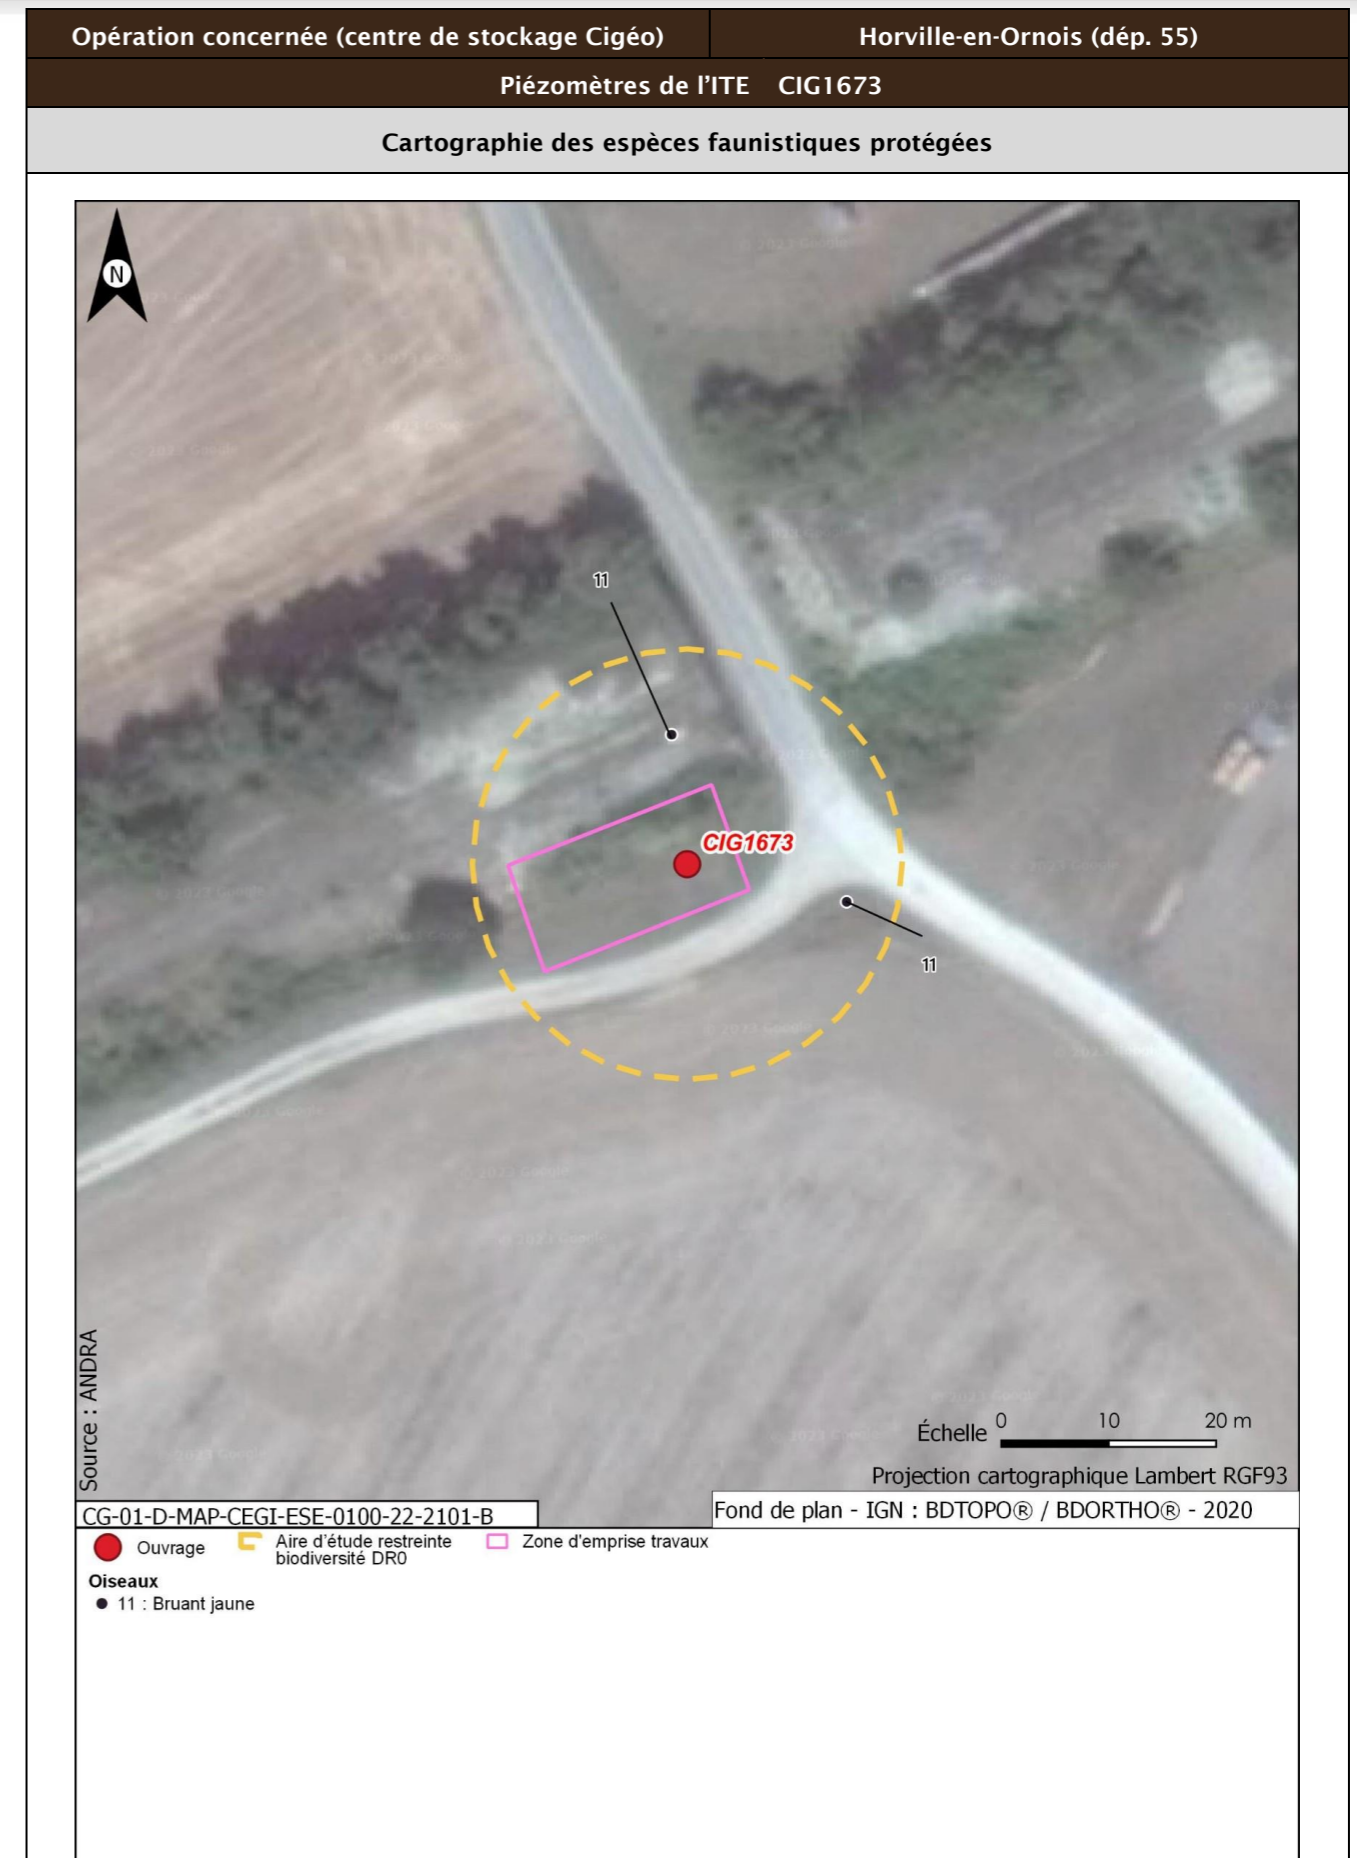 Opération concernée (centre de stockage Cigéo)
Horville-en-Ornois (dép. 55)
Piézomètres de l'ITE CIG1673
Cartographie des espèces faunistiques protégées
N
11
CIG1673
11
Source : ANDRA
Échelle 0 10 20 m
Projection cartographique Lambert RGF93
CG-01-D-MAP-CEGI-ESE-0100-22-2101-B
Fond de plan - IGN : BDTOPO® / BDORTHO® - 2020
Ouvrage
Aire d'étude restreinte
biodiversité DR0
Zone d'emprise travaux
Oiseaux
11 : Bruant jaune